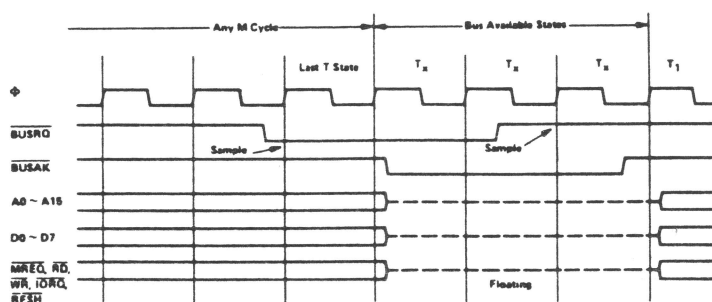 Any M Cycle
Bus Available States
Last T State
Tx
Tx
Tx
T1
Φ
BUSRQ
Sample
Sample
BUSAK
A0 ~ A15
D0 ~ D7
MREQ, RD,
WR, IORQ,
RFSH
Floating